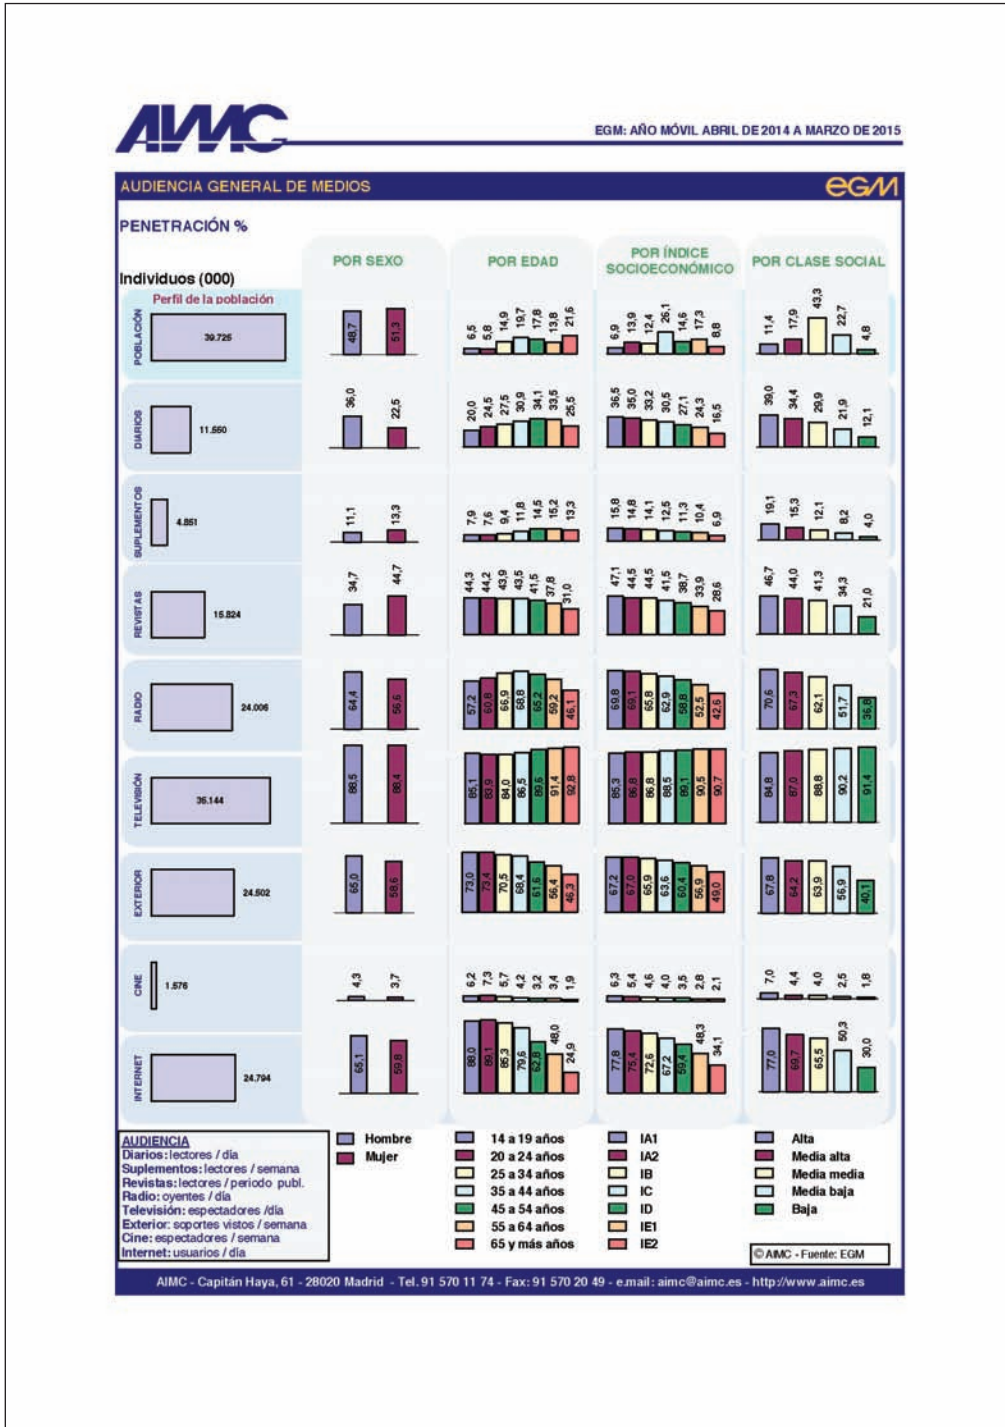 AIMC
EGM: AÑO MÓVIL ABRIL DE 2014 A MARZO DE 2015
AUDIENCIA GENERAL DE MEDIOS
EGM
PENETRACIÓN %
Individuos (000)
POR SEXO
POR EDAD
POR ÍNDICE SOCIOECONÓMICO
POR CLASE SOCIAL
Perfil de la población
POBLACIÓN
39.725
48,7 51,3
6,5 5,8 14,9 19,7 17,8 13,8 21,6
6,9 13,9 12,4 26,1 14,6 17,3 8,8
11,4 17,9 43,3 22,7 4,8
DIARIOS
11.550
36,0 22,5
20,0 24,5 27,5 30,9 34,1 33,5 25,5
36,5 35,0 33,2 30,5 27,1 24,3 16,5
39,0 34,4 29,9 21,9 12,1
SUPLEMENTOS
4.851
11,1 13,3
7,9 7,6 9,4 11,8 14,5 15,2 13,3
15,8 14,8 14,1 12,5 11,3 10,4 6,9
19,1 15,3 12,1 8,2 4,0
REVISTAS
15.824
34,7 44,7
44,3 44,2 43,9 43,5 41,5 37,8 31,0
47,1 44,5 44,5 41,5 38,7 33,9 28,6
46,7 44,0 41,3 34,3 21,0
RADIO
24.006
64,4 56,6
57,2 60,8 66,9 68,8 65,2 59,2 46,1
69,8 69,1 65,8 62,9 58,8 52,5 42,6
70,6 67,3 62,1 51,7 36,8
TELEVISIÓN
35.144
88,5 88,4
85,1 83,9 84,0 86,5 89,6 91,4 92,8
85,3 86,8 86,8 88,5 89,1 90,5 90,7
84,8 87,0 88,8 90,2 91,4
EXTERIOR
24.502
65,0 58,6
73,0 73,4 70,5 68,4 61,6 56,4 46,3
67,2 67,0 65,9 63,6 60,4 56,9 49,0
67,8 64,2 63,9 56,9 40,1
CINE
1.576
4,3 3,7
6,2 7,3 5,7 4,2 3,2 3,4 1,9
6,3 5,4 4,6 4,0 3,5 2,8 2,1
7,0 4,4 4,0 2,5 1,8
INTERNET
24.794
65,1 59,8
88,0 89,1 85,3 79,6 62,8 48,0 24,9
77,8 75,4 72,6 67,2 59,4 48,3 34,1
77,0 69,7 65,5 50,3 30,0
AUDIENCIA
Diarios: lectores / día
Suplementos: lectores / semana
Revistas: lectores / periodo publ.
Radio: oyentes / día
Televisión: espectadores /día
Exterior: soportes vistos / semana
Cine: espectadores / semana
Internet: usuarios / día
Hombre
Mujer
14 a 19 años
20 a 24 años
25 a 34 años
35 a 44 años
45 a 54 años
55 a 64 años
65 y más años
IA1
IA2
IB
IC
ID
IE1
IE2
Alta
Media alta
Media media
Media baja
Baja
© AIMC - Fuente: EGM
AIMC - Capitán Haya, 61 - 28020 Madrid - Tel. 91 570 11 74 - Fax: 91 570 20 49 - e.mail: aimc@aimc.es - http://www.aimc.es